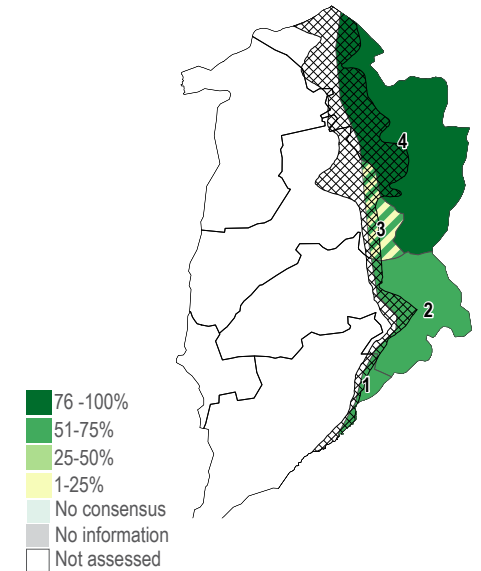 4
3
2
1
76 -100%
51-75%
25-50%
1-25%
No consensus
No information
Not assessed